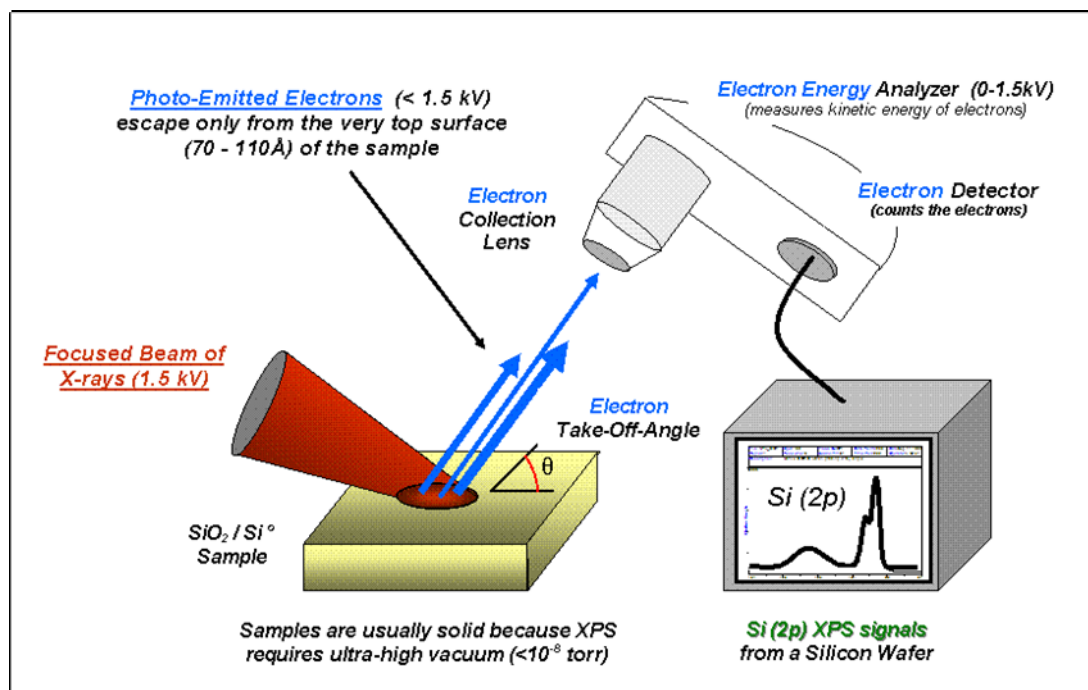 Photo-Emitted Electrons (< 1.5 kV)
escape only from the very top surface
(70 - 110Å) of the sample
Electron Energy Analyzer (0-1.5kV)
(measures kinetic energy of electrons)
Electron
Collection
Lens
Electron Detector
(counts the electrons)
Focused Beam of
X-rays (1.5 kV)
Electron
Take-Off-Angle
θ
Si (2p)
SiO₂ / Si°
Sample
Samples are usually solid because XPS
requires ultra-high vacuum (<10⁻⁸ torr)
Si (2p) XPS signals
from a Silicon Wafer